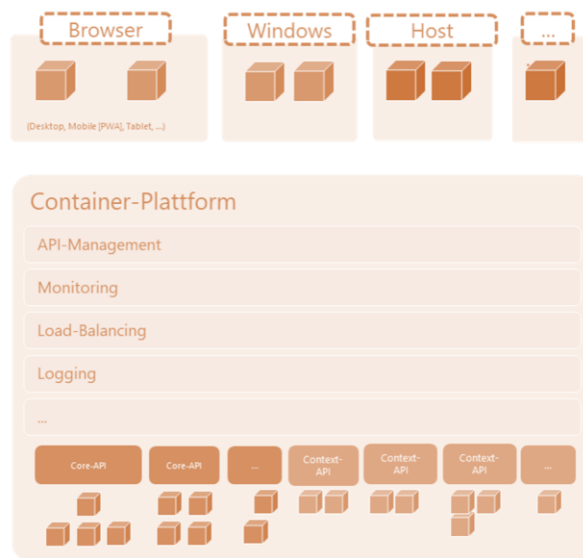 Browser
Windows
Host
...
(Desktop, Mobile [PWA], Tablet, ...)
Container-Plattform
API-Management
Monitoring
Load-Balancing
Logging
...
Core-API
Core-API
...
Context-
API
Context-
API
Context-
API
...